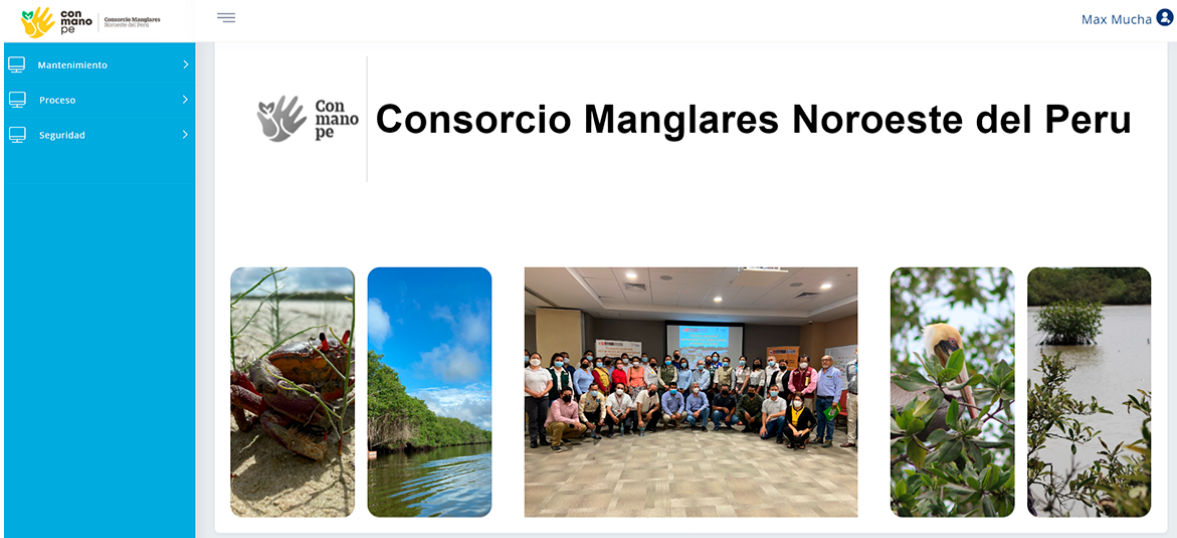 con
mano
pe
Consorcio Manglares
Noroeste del Perú
Max Mucha
Mantenimiento
Proceso
Seguridad
Con
mano
pe
Consorcio Manglares Noroeste del Peru